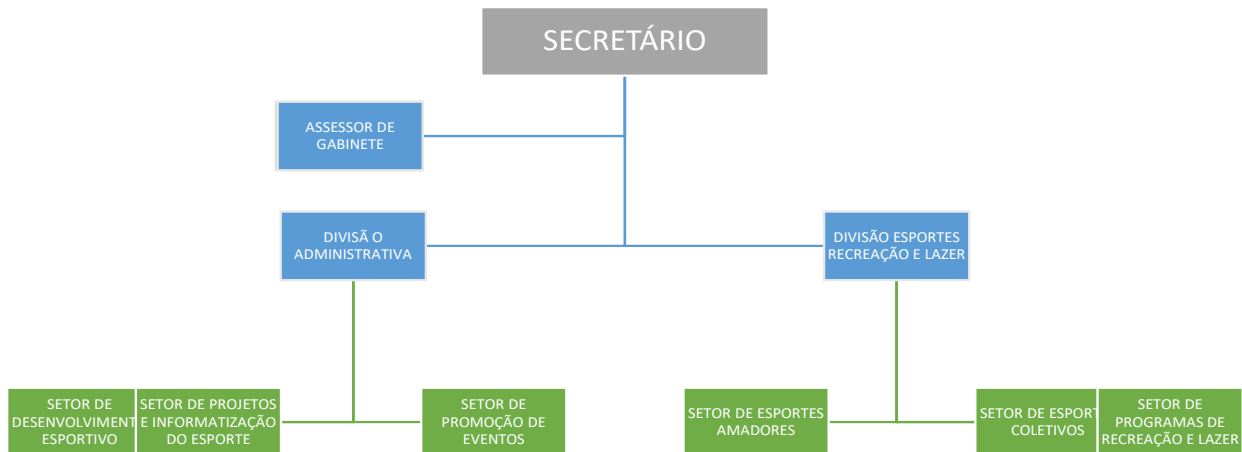 SECRETÁRIO
ASSESSOR DE
GABINETE
DIVISÃ O
ADMINISTRATIVA
DIVISÃO ESPORTES
RECREAÇÃO E LAZER
SETOR DE
DESENVOLVIMENT
ESPORTIVO
SETOR DE PROJETOS
E INFORMATIZAÇÃO
DO ESPORTE
SETOR DE
PROMOÇÃO DE
EVENTOS
SETOR DE ESPORTES
AMADORES
SETOR DE ESPORT
COLETIVOS
SETOR DE
PROGRAMAS DE
RECREAÇÃO E LAZER